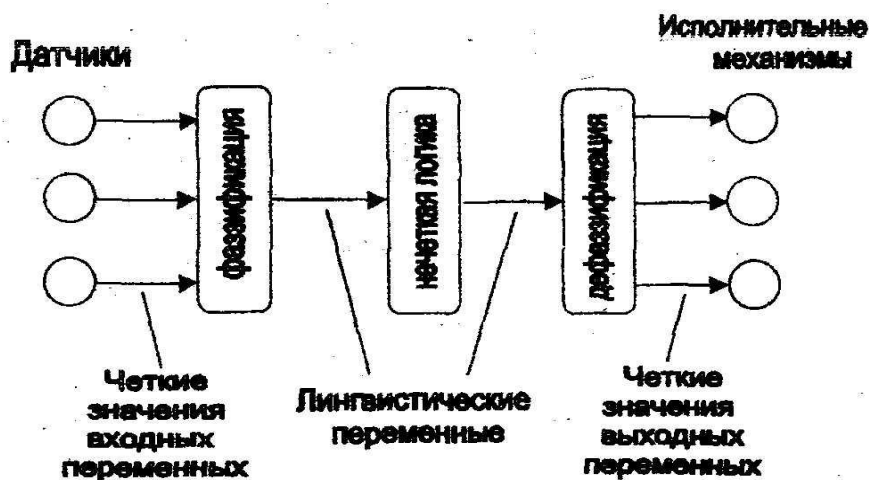 Датчики
Исполнительные
механизмы
фаззификация
нечеткая логика
дефаззификация
Четкие
значения
входных
переменных
Лингвистические
переменные
Четкие
значения
выходных
переменных